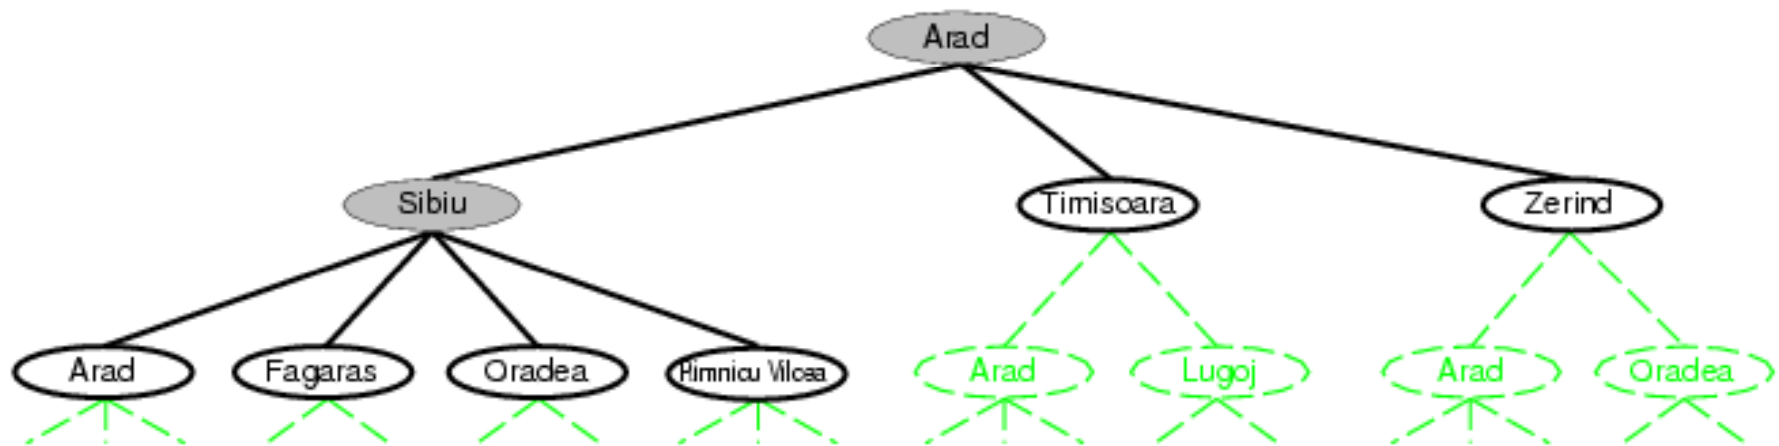 Arad
Sibiu
Timisoara
Zerind
Arad
Fagaras
Oradea
Rimnicu Vilcea
Arad
Lugoj
Arad
Oradea